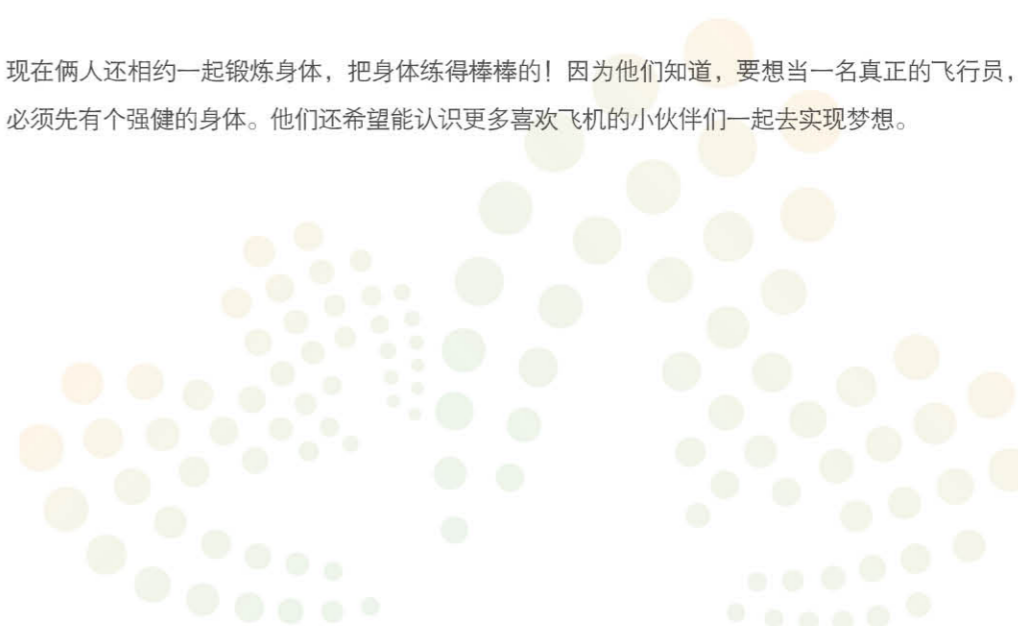 现在俩人还相约一起锻炼身体，把身体练得棒棒的！因为他们知道，要想当一名真正的飞行员，
必须先有个强健的身体。他们还希望能认识更多喜欢飞机的小伙伴们一起去实现梦想。